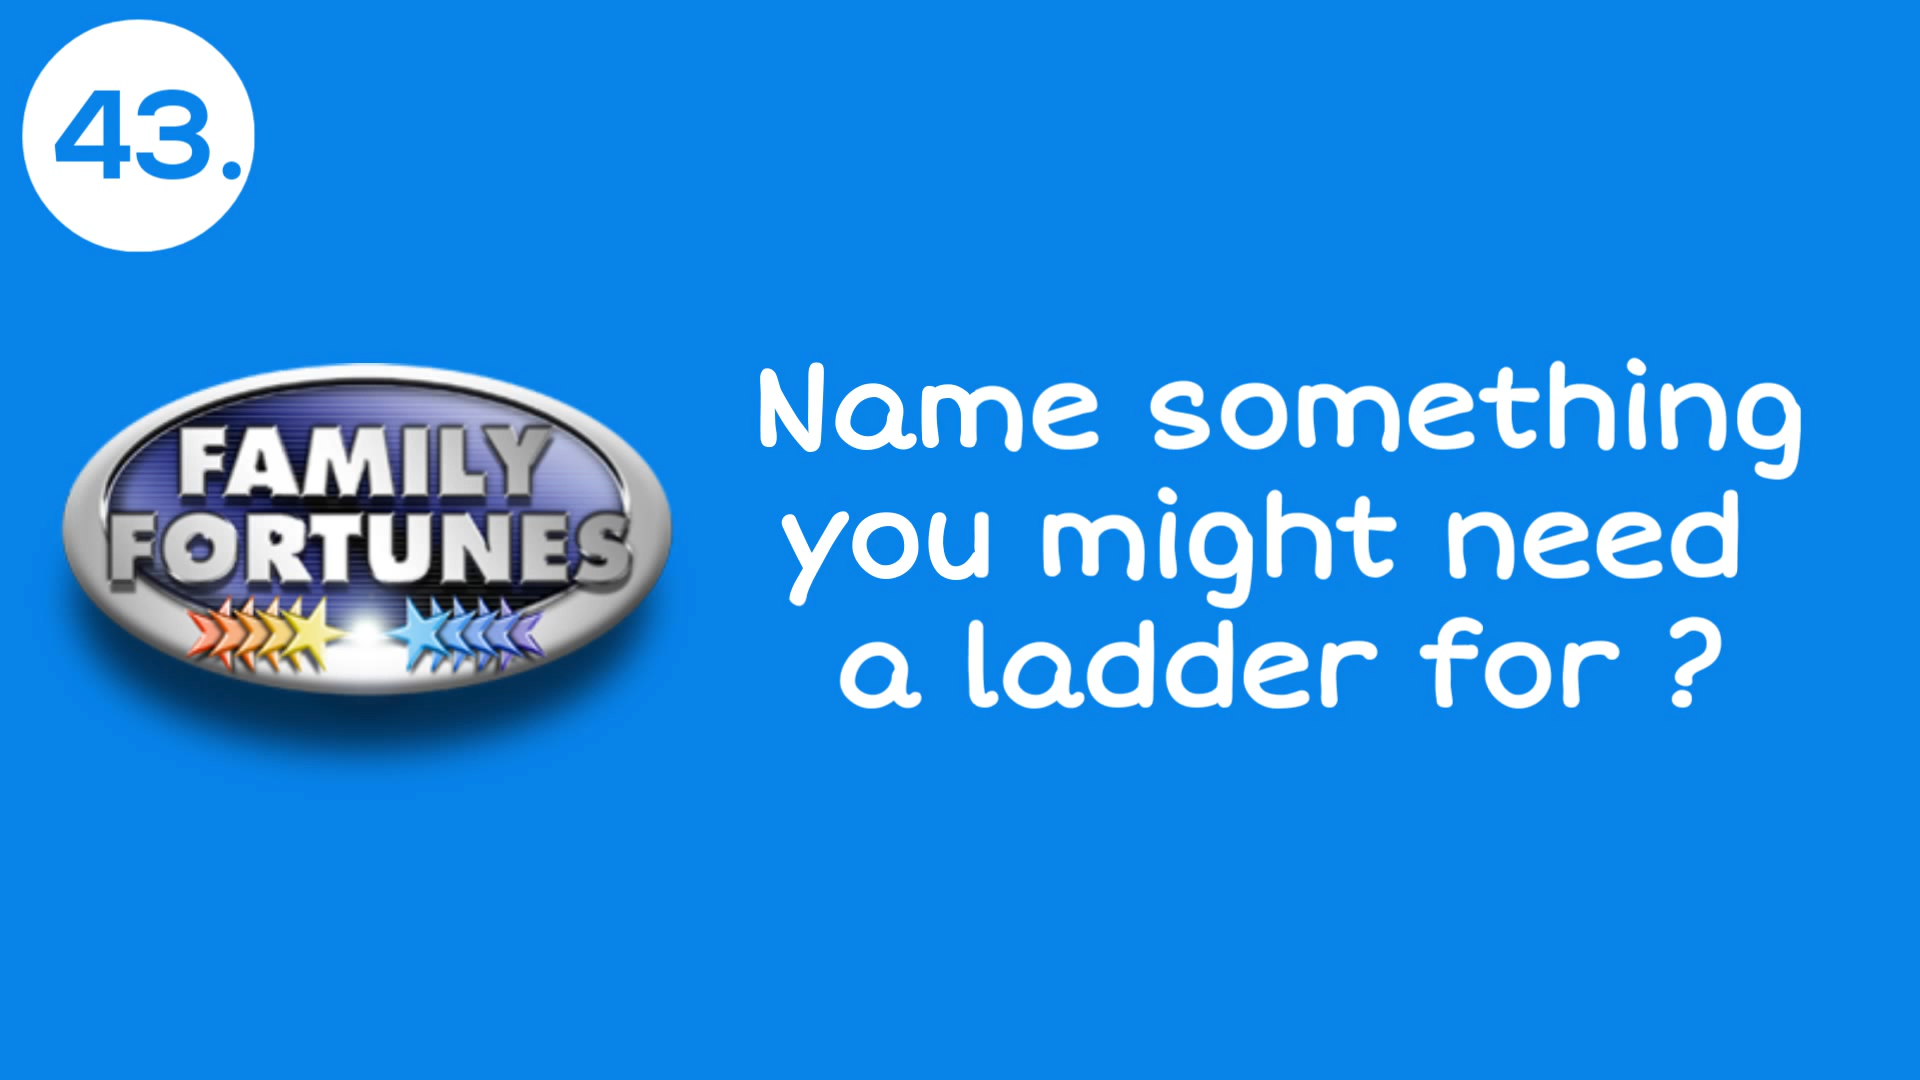 43.
FAMILY
FORTUNES
Name something
you might need
a ladder for ?